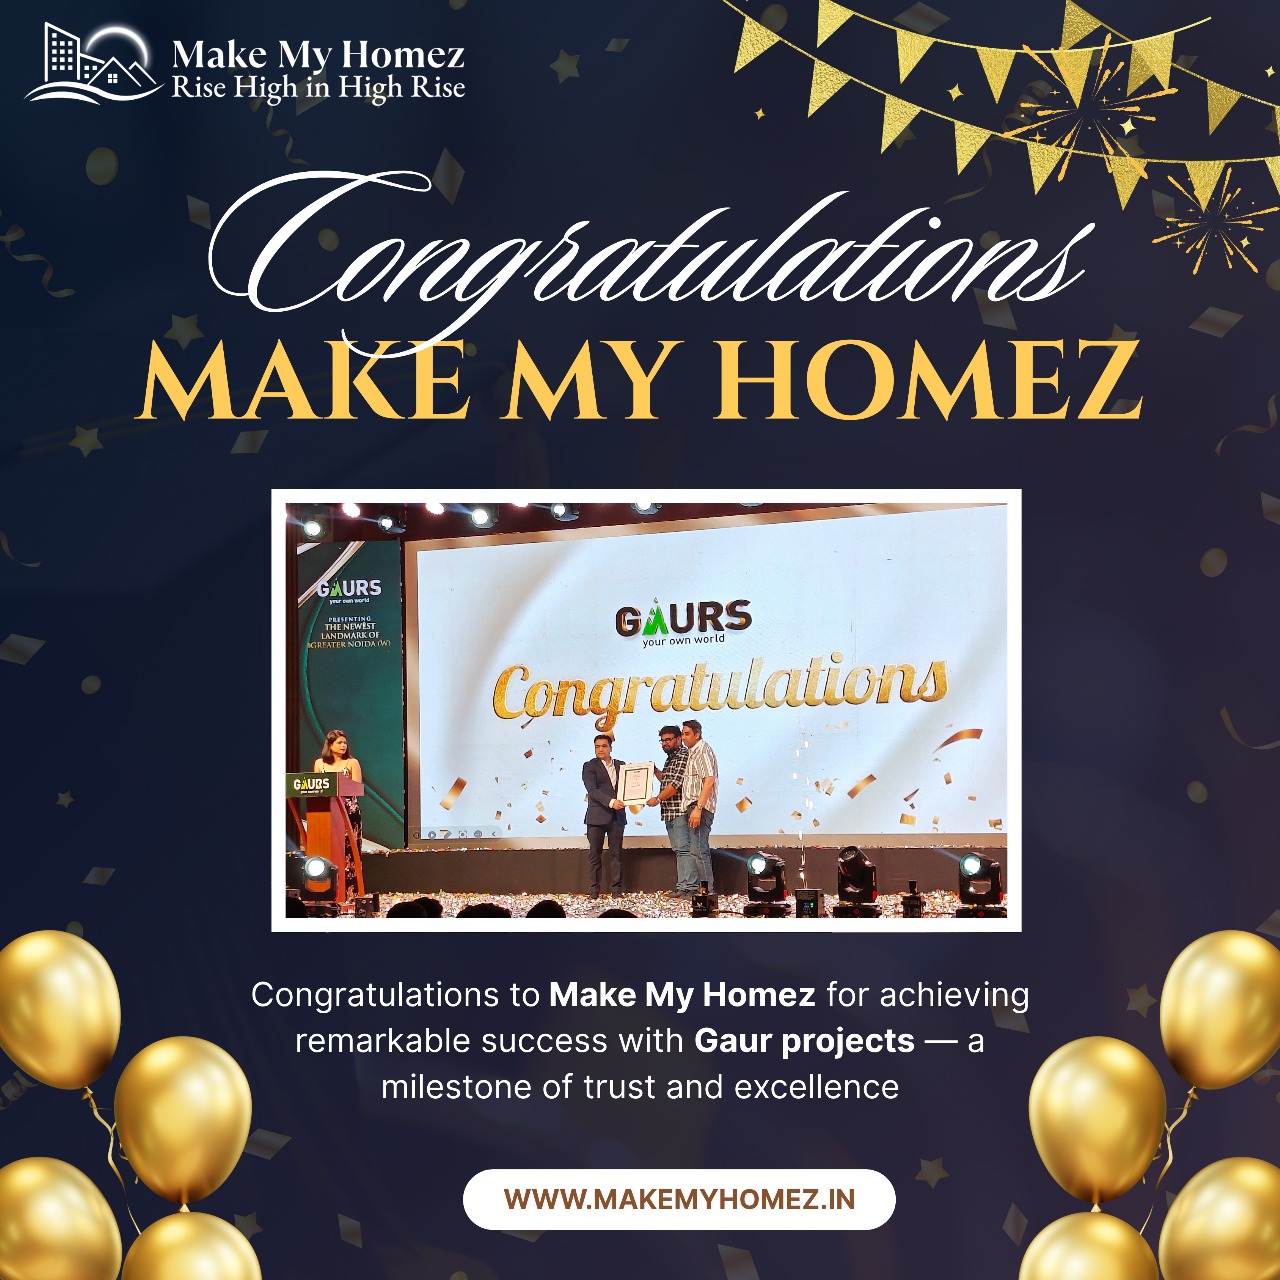 Make My Homez
Rise High in High Rise
Congratulations
MAKE MY HOMEZ
GAURS
your own world
PRESENTING
THE NEWEST
LANDMARK OF
GREATER NOIDA (W)
GAURS
your own world
Congratulations
GAURS
Congratulations to Make My Homez for achieving
remarkable success with Gaur projects — a
milestone of trust and excellence
WWW.MAKEMYHOMEZ.IN